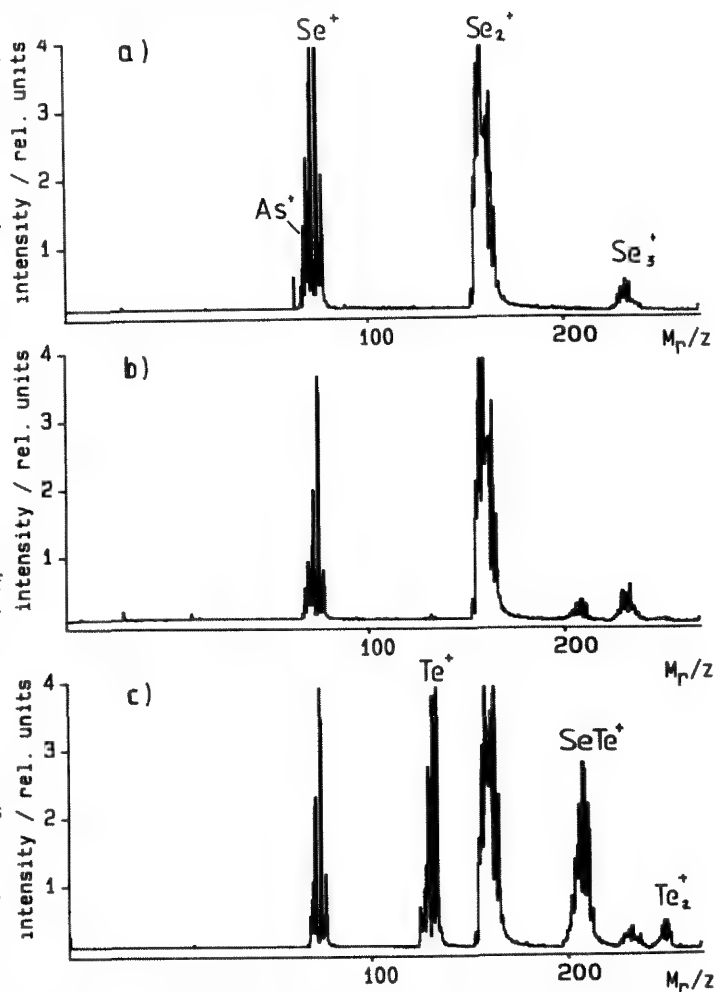 a)
Se⁺
Se₂⁺
As⁺
Se₃⁺
4
3
2
1
intensity / rel. units
100
200
Mᵣ/z
b)
4
3
2
1
intensity / rel. units
100
200
Mᵣ/z
c)
Te⁺
SeTe⁺
Te₂⁺
4
3
2
1
intensity / rel. units
100
200
Mᵣ/z